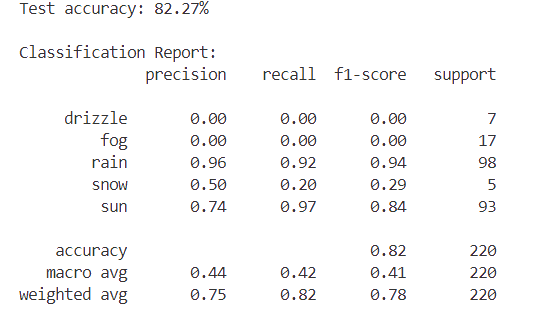 Test accuracy: 82.27%
Classification Report:
precision recall f1-score support
drizzle 0.00 0.00 0.00 7
fog 0.00 0.00 0.00 17
rain 0.96 0.92 0.94 98
snow 0.50 0.20 0.29 5
sun 0.74 0.97 0.84 93
accuracy 0.82 220
macro avg 0.44 0.42 0.41 220
weighted avg 0.75 0.82 0.78 220